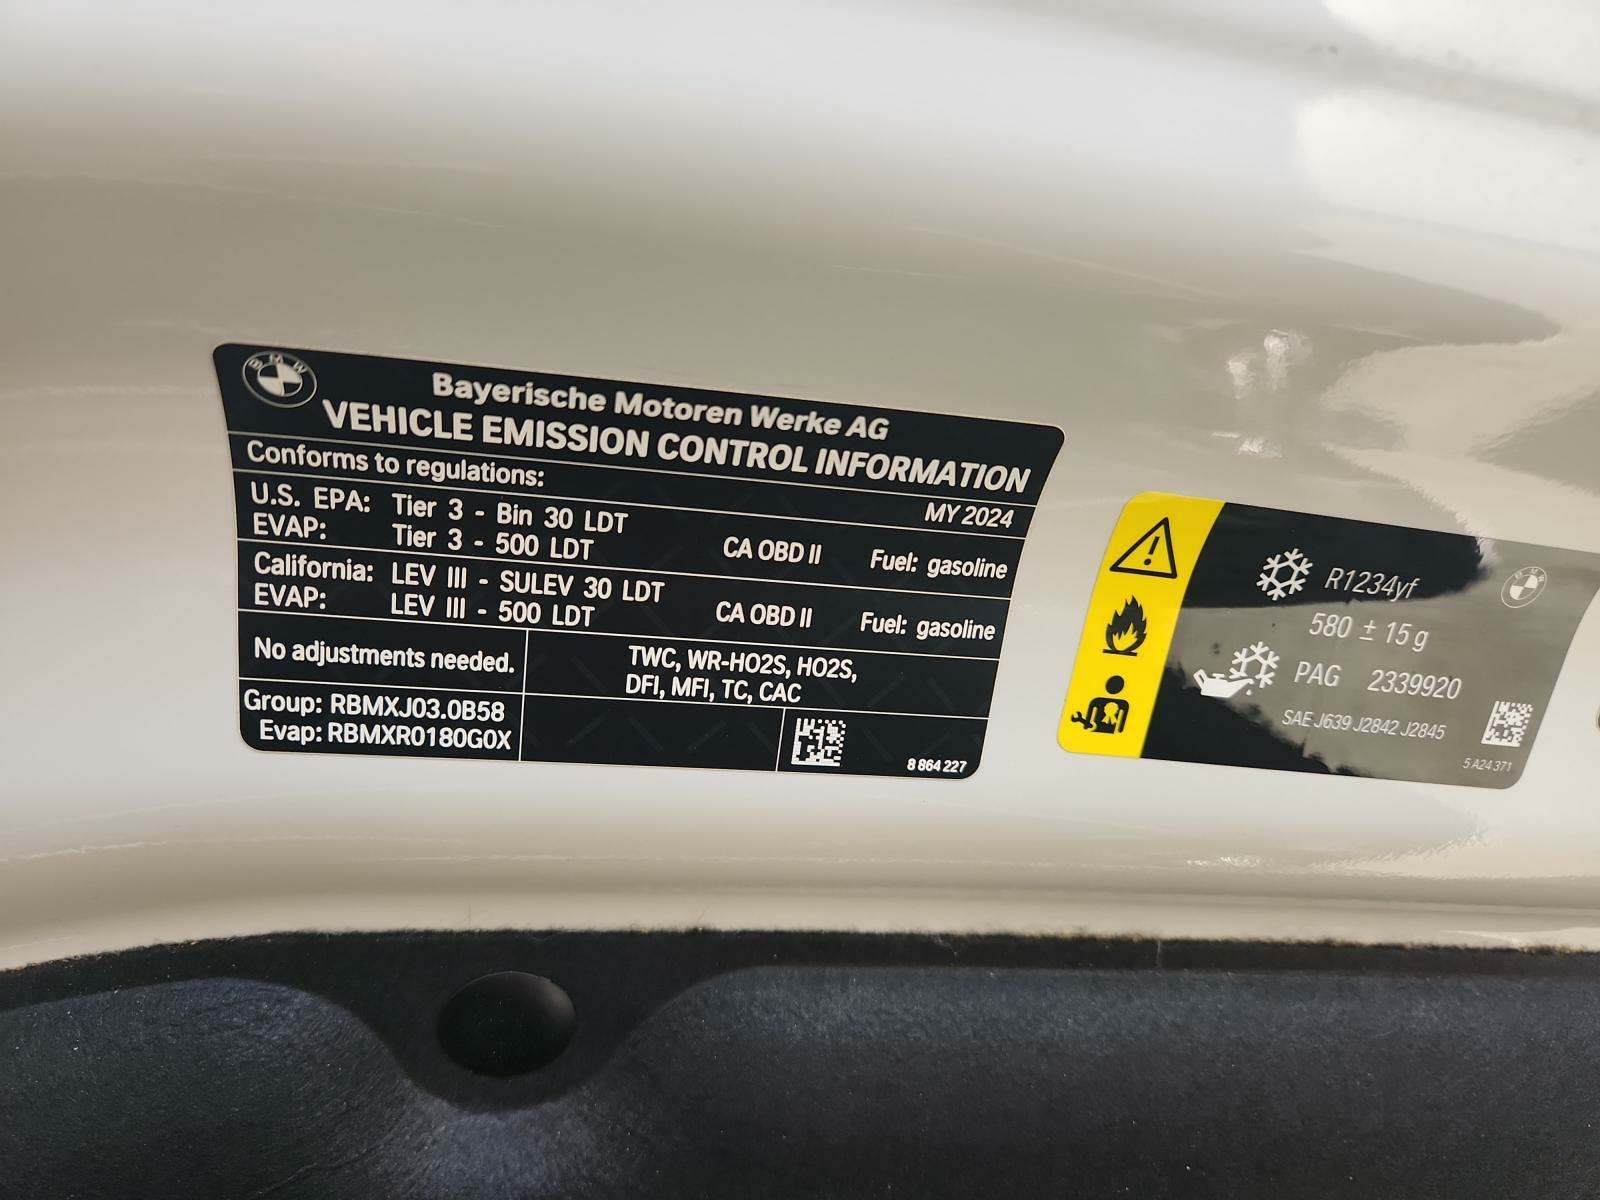 BMW
Bayerische Motoren Werke AG
VEHICLE EMISSION CONTROL INFORMATION
Conforms to regulations:
MY 2024
U.S. EPA: Tier 3 - Bin 30 LDT
EVAP: Tier 3 - 500 LDT
CA OBD II Fuel: gasoline
California: LEV III - SULEV 30 LDT
EVAP: LEV III - 500 LDT
CA OBD II Fuel: gasoline
No adjustments needed.
TWC, WR-HO2S, HO2S,
DFI, MFI, TC, CAC
Group: RBMXJ03.0B58
Evap: RBMXR0180G0X
8 864 227
R1234yf
BMW
580 ± 15 g
PAG 2339920
SAE J639 J2842 J2845
5 A24 371